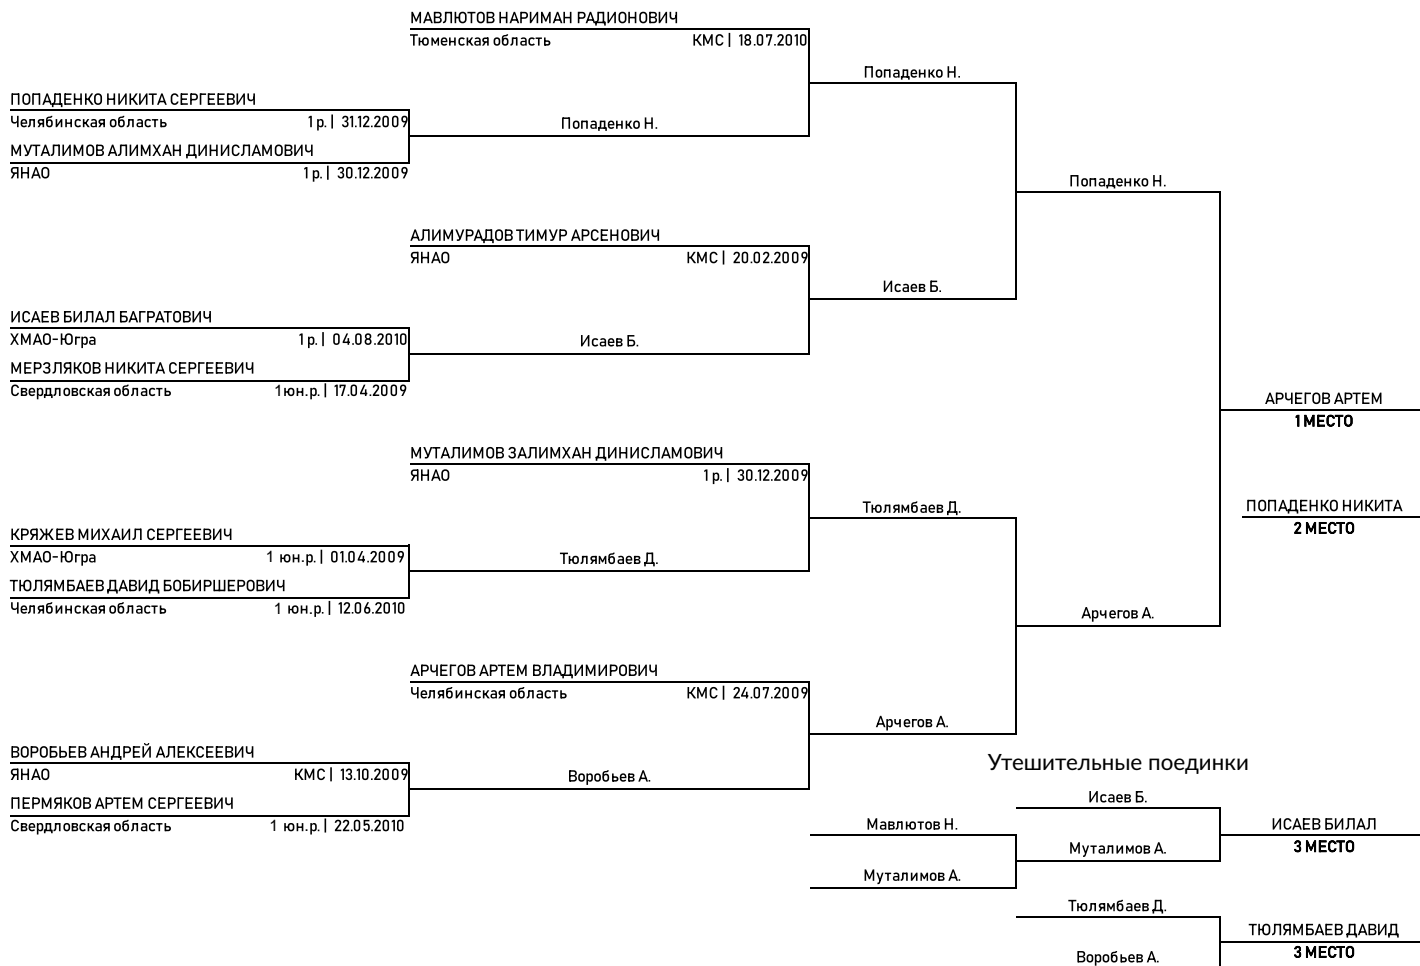 МАВЛЮТОВ НАРИМАН РАДИОНОВИЧ
Тюменская область КМС | 18.07.2010
Попаденко Н.
ПОПАДЕНКО НИКИТА СЕРГЕЕВИЧ
Челябинская область 1 р. | 31.12.2009
Попаденко Н.
МУТАЛИМОВ АЛИМХАН ДИНИСЛАМОВИЧ
ЯНАО 1 р. | 30.12.2009
Попаденко Н.
АЛИМУРАДОВ ТИМУР АРСЕНОВИЧ
ЯНАО КМС | 20.02.2009
Исаев Б.
ИСАЕВ БИЛАЛ БАГРАТОВИЧ
ХМАО-Югра 1 р. | 04.08.2010
Исаев Б.
МЕРЗЛЯКОВ НИКИТА СЕРГЕЕВИЧ
Свердловская область 1 юн.р. | 17.04.2009
АРЧЕГОВ АРТЕМ
1 МЕСТО
МУТАЛИМОВ ЗАЛИМХАН ДИНИСЛАМОВИЧ
ЯНАО 1 р. | 30.12.2009
Тюлямбаев Д.
ПОПАДЕНКО НИКИТА
2 МЕСТО
КРЯЖЕВ МИХАИЛ СЕРГЕЕВИЧ
ХМАО-Югра 1 юн.р. | 01.04.2009
Тюлямбаев Д.
ТЮЛЯМБАЕВ ДАВИД БОБИРШЕРОВИЧ
Челябинская область 1 юн.р. | 12.06.2010
Арчегов А.
АРЧЕГОВ АРТЕМ ВЛАДИМИРОВИЧ
Челябинская область КМС | 24.07.2009
Арчегов А.
ВОРОБЬЕВ АНДРЕЙ АЛЕКСЕЕВИЧ
ЯНАО КМС | 13.10.2009
Воробьев А.
ПЕРМЯКОВ АРТЕМ СЕРГЕЕВИЧ
Свердловская область 1 юн.р. | 22.05.2010
Утешительные поединки
Исаев Б.
Мавлютов Н.
ИСАЕВ БИЛАЛ
3 МЕСТО
Муталимов А.
Муталимов А.
Тюлямбаев Д.
ТЮЛЯМБАЕВ ДАВИД
3 МЕСТО
Воробьев А.